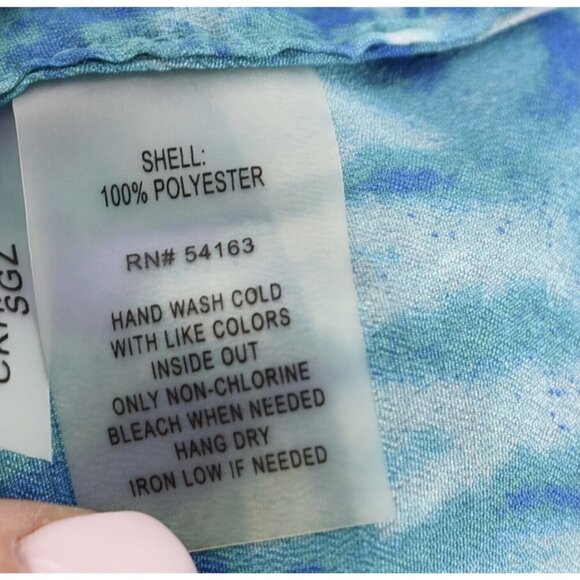 SHELL:
100% POLYESTER
RN# 54163
HAND WASH COLD
WITH LIKE COLORS
INSIDE OUT
ONLY NON-CHLORINE
BLEACH WHEN NEEDED
HANG DRY
IRON LOW IF NEEDED
SGZ